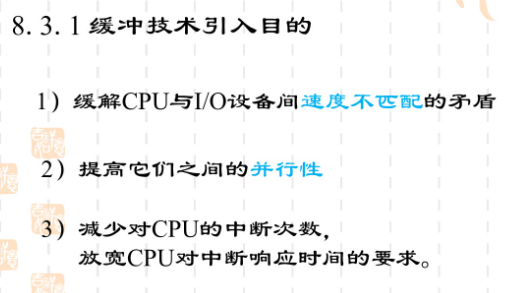 8.3.1 缓冲技术引入目的
1）缓解CPU与I/O设备间速度不匹配的矛盾
2）提高它们之间的并行性
3）减少对CPU的中断次数，
放宽CPU对中断响应时间的要求。